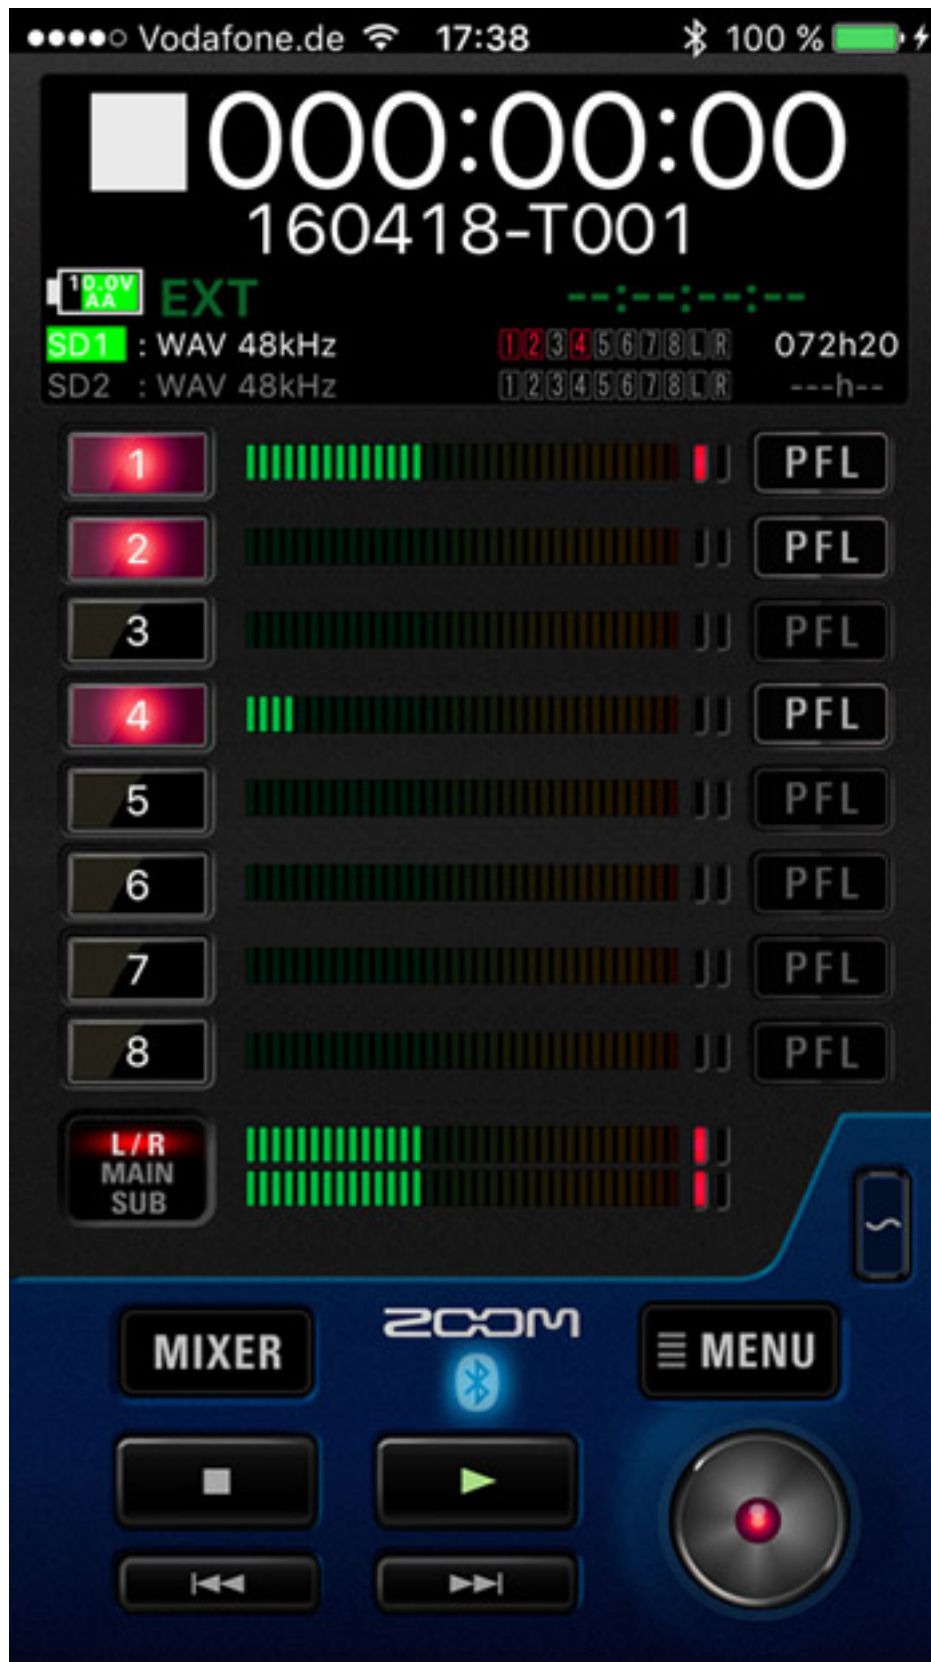 Vodafone.de 17:38 100 %
000:00:00
160418-T001
10.0V
AA
EXT --:--:--:--
SD1 : WAV 48kHz 1 2 3 4 5 6 7 8 L R 072h20
SD2 : WAV 48kHz 1 2 3 4 5 6 7 8 L R ---h--
1 PFL
2 PFL
3 PFL
4 PFL
5 PFL
6 PFL
7 PFL
8 PFL
L/R
MAIN
SUB
ZOOM
MIXER MENU